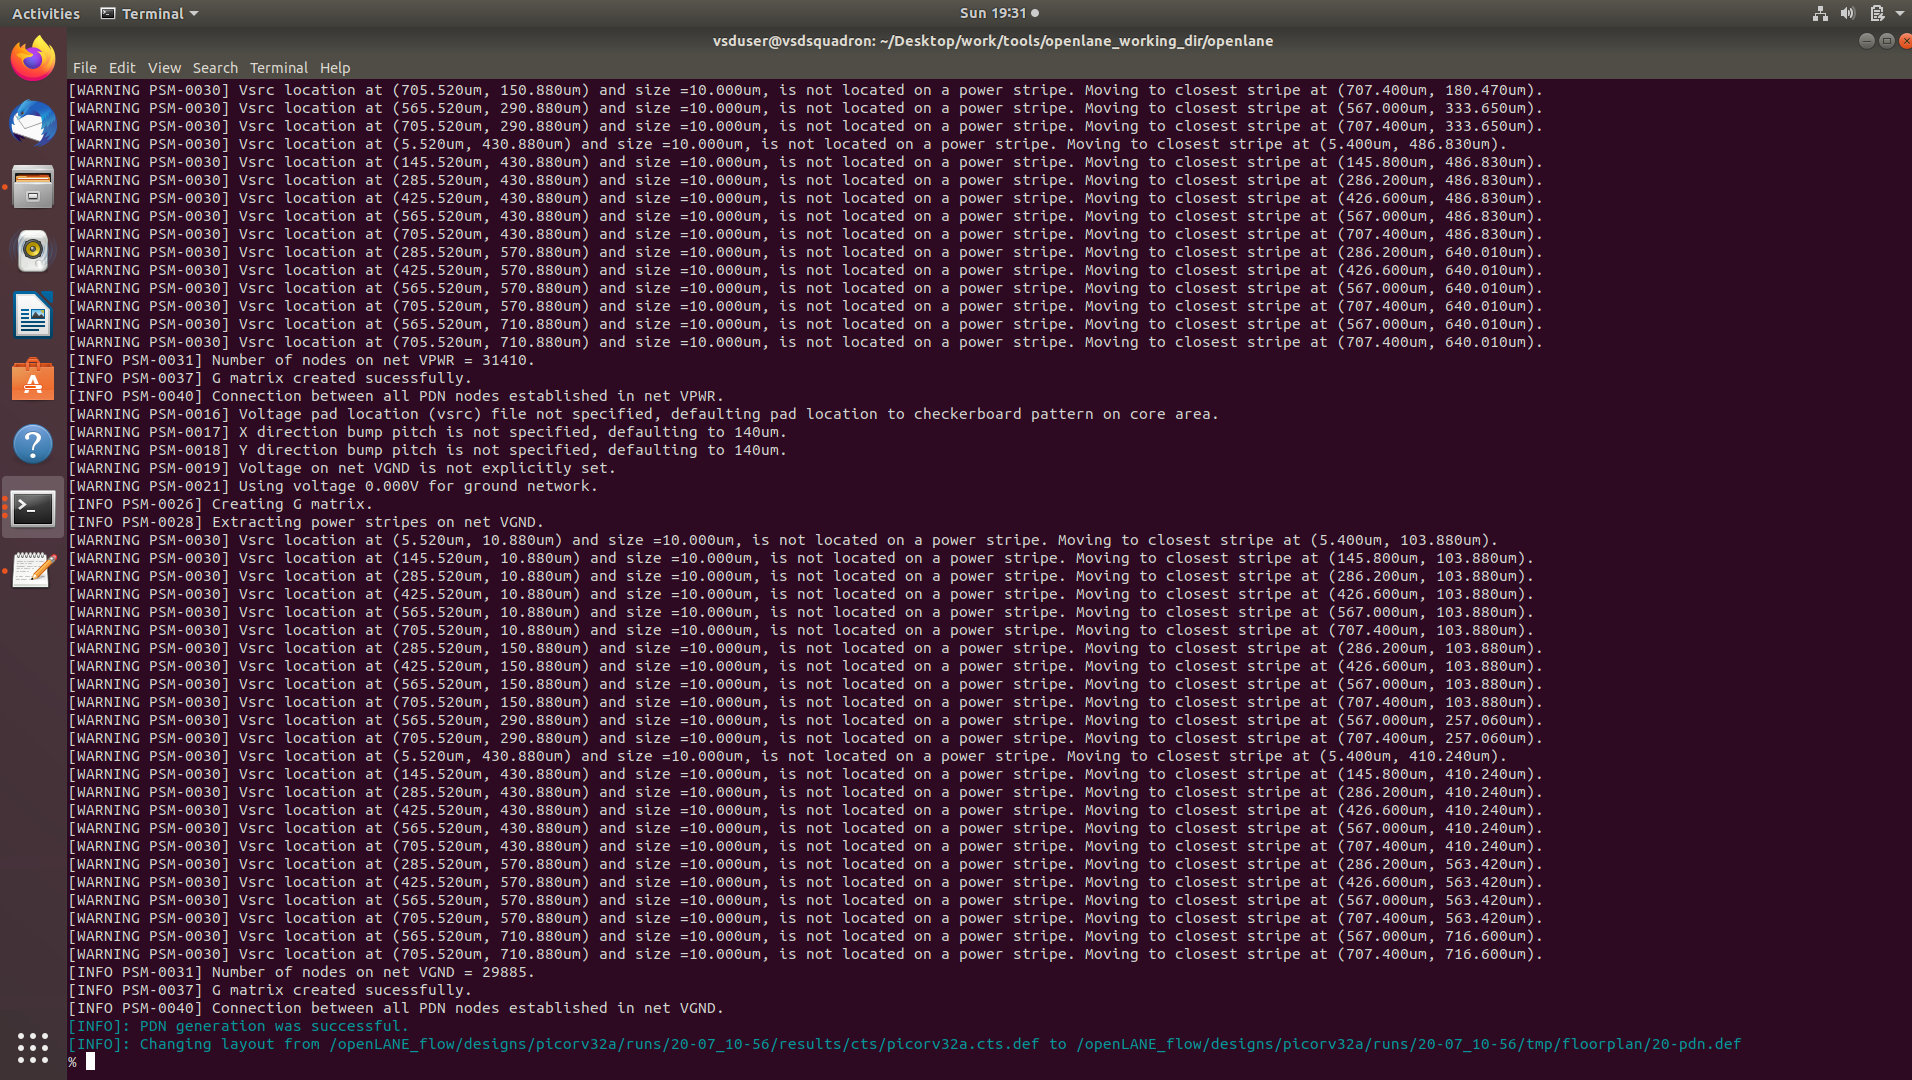 Activities Terminal Sun 19:31
vsduser@vsdsquadron: ~/Desktop/work/tools/openlane_working_dir/openlane
File Edit View Search Terminal Help
[WARNING PSM-0030] Vsrc location at (705.520um, 150.880um) and size =10.000um, is not located on a power stripe. Moving to closest stripe at (707.400um, 180.470um).
[WARNING PSM-0030] Vsrc location at (565.520um, 290.880um) and size =10.000um, is not located on a power stripe. Moving to closest stripe at (567.000um, 333.650um).
[WARNING PSM-0030] Vsrc location at (705.520um, 290.880um) and size =10.000um, is not located on a power stripe. Moving to closest stripe at (707.400um, 333.650um).
[WARNING PSM-0030] Vsrc location at (5.520um, 430.880um) and size =10.000um, is not located on a power stripe. Moving to closest stripe at (5.400um, 486.830um).
[WARNING PSM-0030] Vsrc location at (145.520um, 430.880um) and size =10.000um, is not located on a power stripe. Moving to closest stripe at (145.800um, 486.830um).
[WARNING PSM-0030] Vsrc location at (285.520um, 430.880um) and size =10.000um, is not located on a power stripe. Moving to closest stripe at (286.200um, 486.830um).
[WARNING PSM-0030] Vsrc location at (425.520um, 430.880um) and size =10.000um, is not located on a power stripe. Moving to closest stripe at (426.600um, 486.830um).
[WARNING PSM-0030] Vsrc location at (565.520um, 430.880um) and size =10.000um, is not located on a power stripe. Moving to closest stripe at (567.000um, 486.830um).
[WARNING PSM-0030] Vsrc location at (705.520um, 430.880um) and size =10.000um, is not located on a power stripe. Moving to closest stripe at (707.400um, 486.830um).
[WARNING PSM-0030] Vsrc location at (285.520um, 570.880um) and size =10.000um, is not located on a power stripe. Moving to closest stripe at (286.200um, 640.010um).
[WARNING PSM-0030] Vsrc location at (425.520um, 570.880um) and size =10.000um, is not located on a power stripe. Moving to closest stripe at (426.600um, 640.010um).
[WARNING PSM-0030] Vsrc location at (565.520um, 570.880um) and size =10.000um, is not located on a power stripe. Moving to closest stripe at (567.000um, 640.010um).
[WARNING PSM-0030] Vsrc location at (705.520um, 570.880um) and size =10.000um, is not located on a power stripe. Moving to closest stripe at (707.400um, 640.010um).
[WARNING PSM-0030] Vsrc location at (565.520um, 710.880um) and size =10.000um, is not located on a power stripe. Moving to closest stripe at (567.000um, 640.010um).
[WARNING PSM-0030] Vsrc location at (705.520um, 710.880um) and size =10.000um, is not located on a power stripe. Moving to closest stripe at (707.400um, 640.010um).
[INFO PSM-0031] Number of nodes on net VPWR = 31410.
[INFO PSM-0037] G matrix created sucessfully.
[INFO PSM-0040] Connection between all PDN nodes established in net VPWR.
[WARNING PSM-0016] Voltage pad location (vsrc) file not specified, defaulting pad location to checkerboard pattern on core area.
[WARNING PSM-0017] X direction bump pitch is not specified, defaulting to 140um.
[WARNING PSM-0018] Y direction bump pitch is not specified, defaulting to 140um.
[WARNING PSM-0019] Voltage on net VGND is not explicitly set.
[WARNING PSM-0021] Using voltage 0.000V for ground network.
[INFO PSM-0026] Creating G matrix.
[INFO PSM-0028] Extracting power stripes on net VGND.
[WARNING PSM-0030] Vsrc location at (5.520um, 10.880um) and size =10.000um, is not located on a power stripe. Moving to closest stripe at (5.400um, 103.880um).
[WARNING PSM-0030] Vsrc location at (145.520um, 10.880um) and size =10.000um, is not located on a power stripe. Moving to closest stripe at (145.800um, 103.880um).
[WARNING PSM-0030] Vsrc location at (285.520um, 10.880um) and size =10.000um, is not located on a power stripe. Moving to closest stripe at (286.200um, 103.880um).
[WARNING PSM-0030] Vsrc location at (425.520um, 10.880um) and size =10.000um, is not located on a power stripe. Moving to closest stripe at (426.600um, 103.880um).
[WARNING PSM-0030] Vsrc location at (565.520um, 10.880um) and size =10.000um, is not located on a power stripe. Moving to closest stripe at (567.000um, 103.880um).
[WARNING PSM-0030] Vsrc location at (705.520um, 10.880um) and size =10.000um, is not located on a power stripe. Moving to closest stripe at (707.400um, 103.880um).
[WARNING PSM-0030] Vsrc location at (285.520um, 150.880um) and size =10.000um, is not located on a power stripe. Moving to closest stripe at (286.200um, 103.880um).
[WARNING PSM-0030] Vsrc location at (425.520um, 150.880um) and size =10.000um, is not located on a power stripe. Moving to closest stripe at (426.600um, 103.880um).
[WARNING PSM-0030] Vsrc location at (565.520um, 150.880um) and size =10.000um, is not located on a power stripe. Moving to closest stripe at (567.000um, 103.880um).
[WARNING PSM-0030] Vsrc location at (705.520um, 150.880um) and size =10.000um, is not located on a power stripe. Moving to closest stripe at (707.400um, 103.880um).
[WARNING PSM-0030] Vsrc location at (565.520um, 290.880um) and size =10.000um, is not located on a power stripe. Moving to closest stripe at (567.000um, 257.060um).
[WARNING PSM-0030] Vsrc location at (705.520um, 290.880um) and size =10.000um, is not located on a power stripe. Moving to closest stripe at (707.400um, 257.060um).
[WARNING PSM-0030] Vsrc location at (5.520um, 430.880um) and size =10.000um, is not located on a power stripe. Moving to closest stripe at (5.400um, 410.240um).
[WARNING PSM-0030] Vsrc location at (145.520um, 430.880um) and size =10.000um, is not located on a power stripe. Moving to closest stripe at (145.800um, 410.240um).
[WARNING PSM-0030] Vsrc location at (285.520um, 430.880um) and size =10.000um, is not located on a power stripe. Moving to closest stripe at (286.200um, 410.240um).
[WARNING PSM-0030] Vsrc location at (425.520um, 430.880um) and size =10.000um, is not located on a power stripe. Moving to closest stripe at (426.600um, 410.240um).
[WARNING PSM-0030] Vsrc location at (565.520um, 430.880um) and size =10.000um, is not located on a power stripe. Moving to closest stripe at (567.000um, 410.240um).
[WARNING PSM-0030] Vsrc location at (705.520um, 430.880um) and size =10.000um, is not located on a power stripe. Moving to closest stripe at (707.400um, 410.240um).
[WARNING PSM-0030] Vsrc location at (285.520um, 570.880um) and size =10.000um, is not located on a power stripe. Moving to closest stripe at (286.200um, 563.420um).
[WARNING PSM-0030] Vsrc location at (425.520um, 570.880um) and size =10.000um, is not located on a power stripe. Moving to closest stripe at (426.600um, 563.420um).
[WARNING PSM-0030] Vsrc location at (565.520um, 570.880um) and size =10.000um, is not located on a power stripe. Moving to closest stripe at (567.000um, 563.420um).
[WARNING PSM-0030] Vsrc location at (705.520um, 570.880um) and size =10.000um, is not located on a power stripe. Moving to closest stripe at (707.400um, 563.420um).
[WARNING PSM-0030] Vsrc location at (565.520um, 710.880um) and size =10.000um, is not located on a power stripe. Moving to closest stripe at (567.000um, 716.600um).
[WARNING PSM-0030] Vsrc location at (705.520um, 710.880um) and size =10.000um, is not located on a power stripe. Moving to closest stripe at (707.400um, 716.600um).
[INFO PSM-0031] Number of nodes on net VGND = 29885.
[INFO PSM-0037] G matrix created sucessfully.
[INFO PSM-0040] Connection between all PDN nodes established in net VGND.
[INFO]: PDN generation was successful.
[INFO]: Changing layout from /openLANE_flow/designs/picorv32a/runs/20-07_10-56/results/cts/picorv32a.cts.def to /openLANE_flow/designs/picorv32a/runs/20-07_10-56/tmp/floorplan/20-pdn.def
%